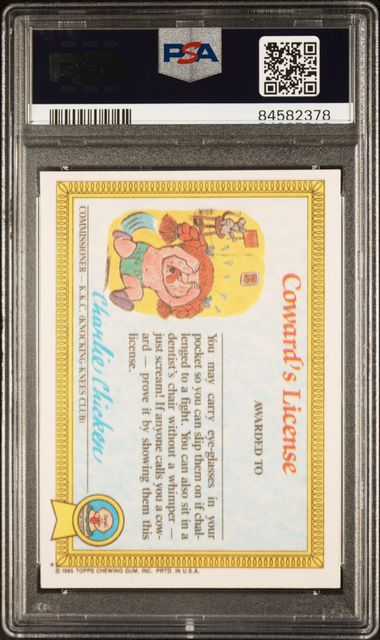 PSA
84582378
Coward's License
AWARDED TO
You may carry eye-glasses in your
pocket so you can slip them on if chal-
lenged to a fight. You can also sit in a
dentist's chair without a whimper —
just scream! If anyone calls you a cow-
ard — prove it by showing them this
license.
Charlie Chicken
COMMISSIONER — K.K.C. (KNOCKING-KNEES CLUB)
* © 1985 TOPPS CHEWING GUM, INC. PRTD. IN U.S.A.